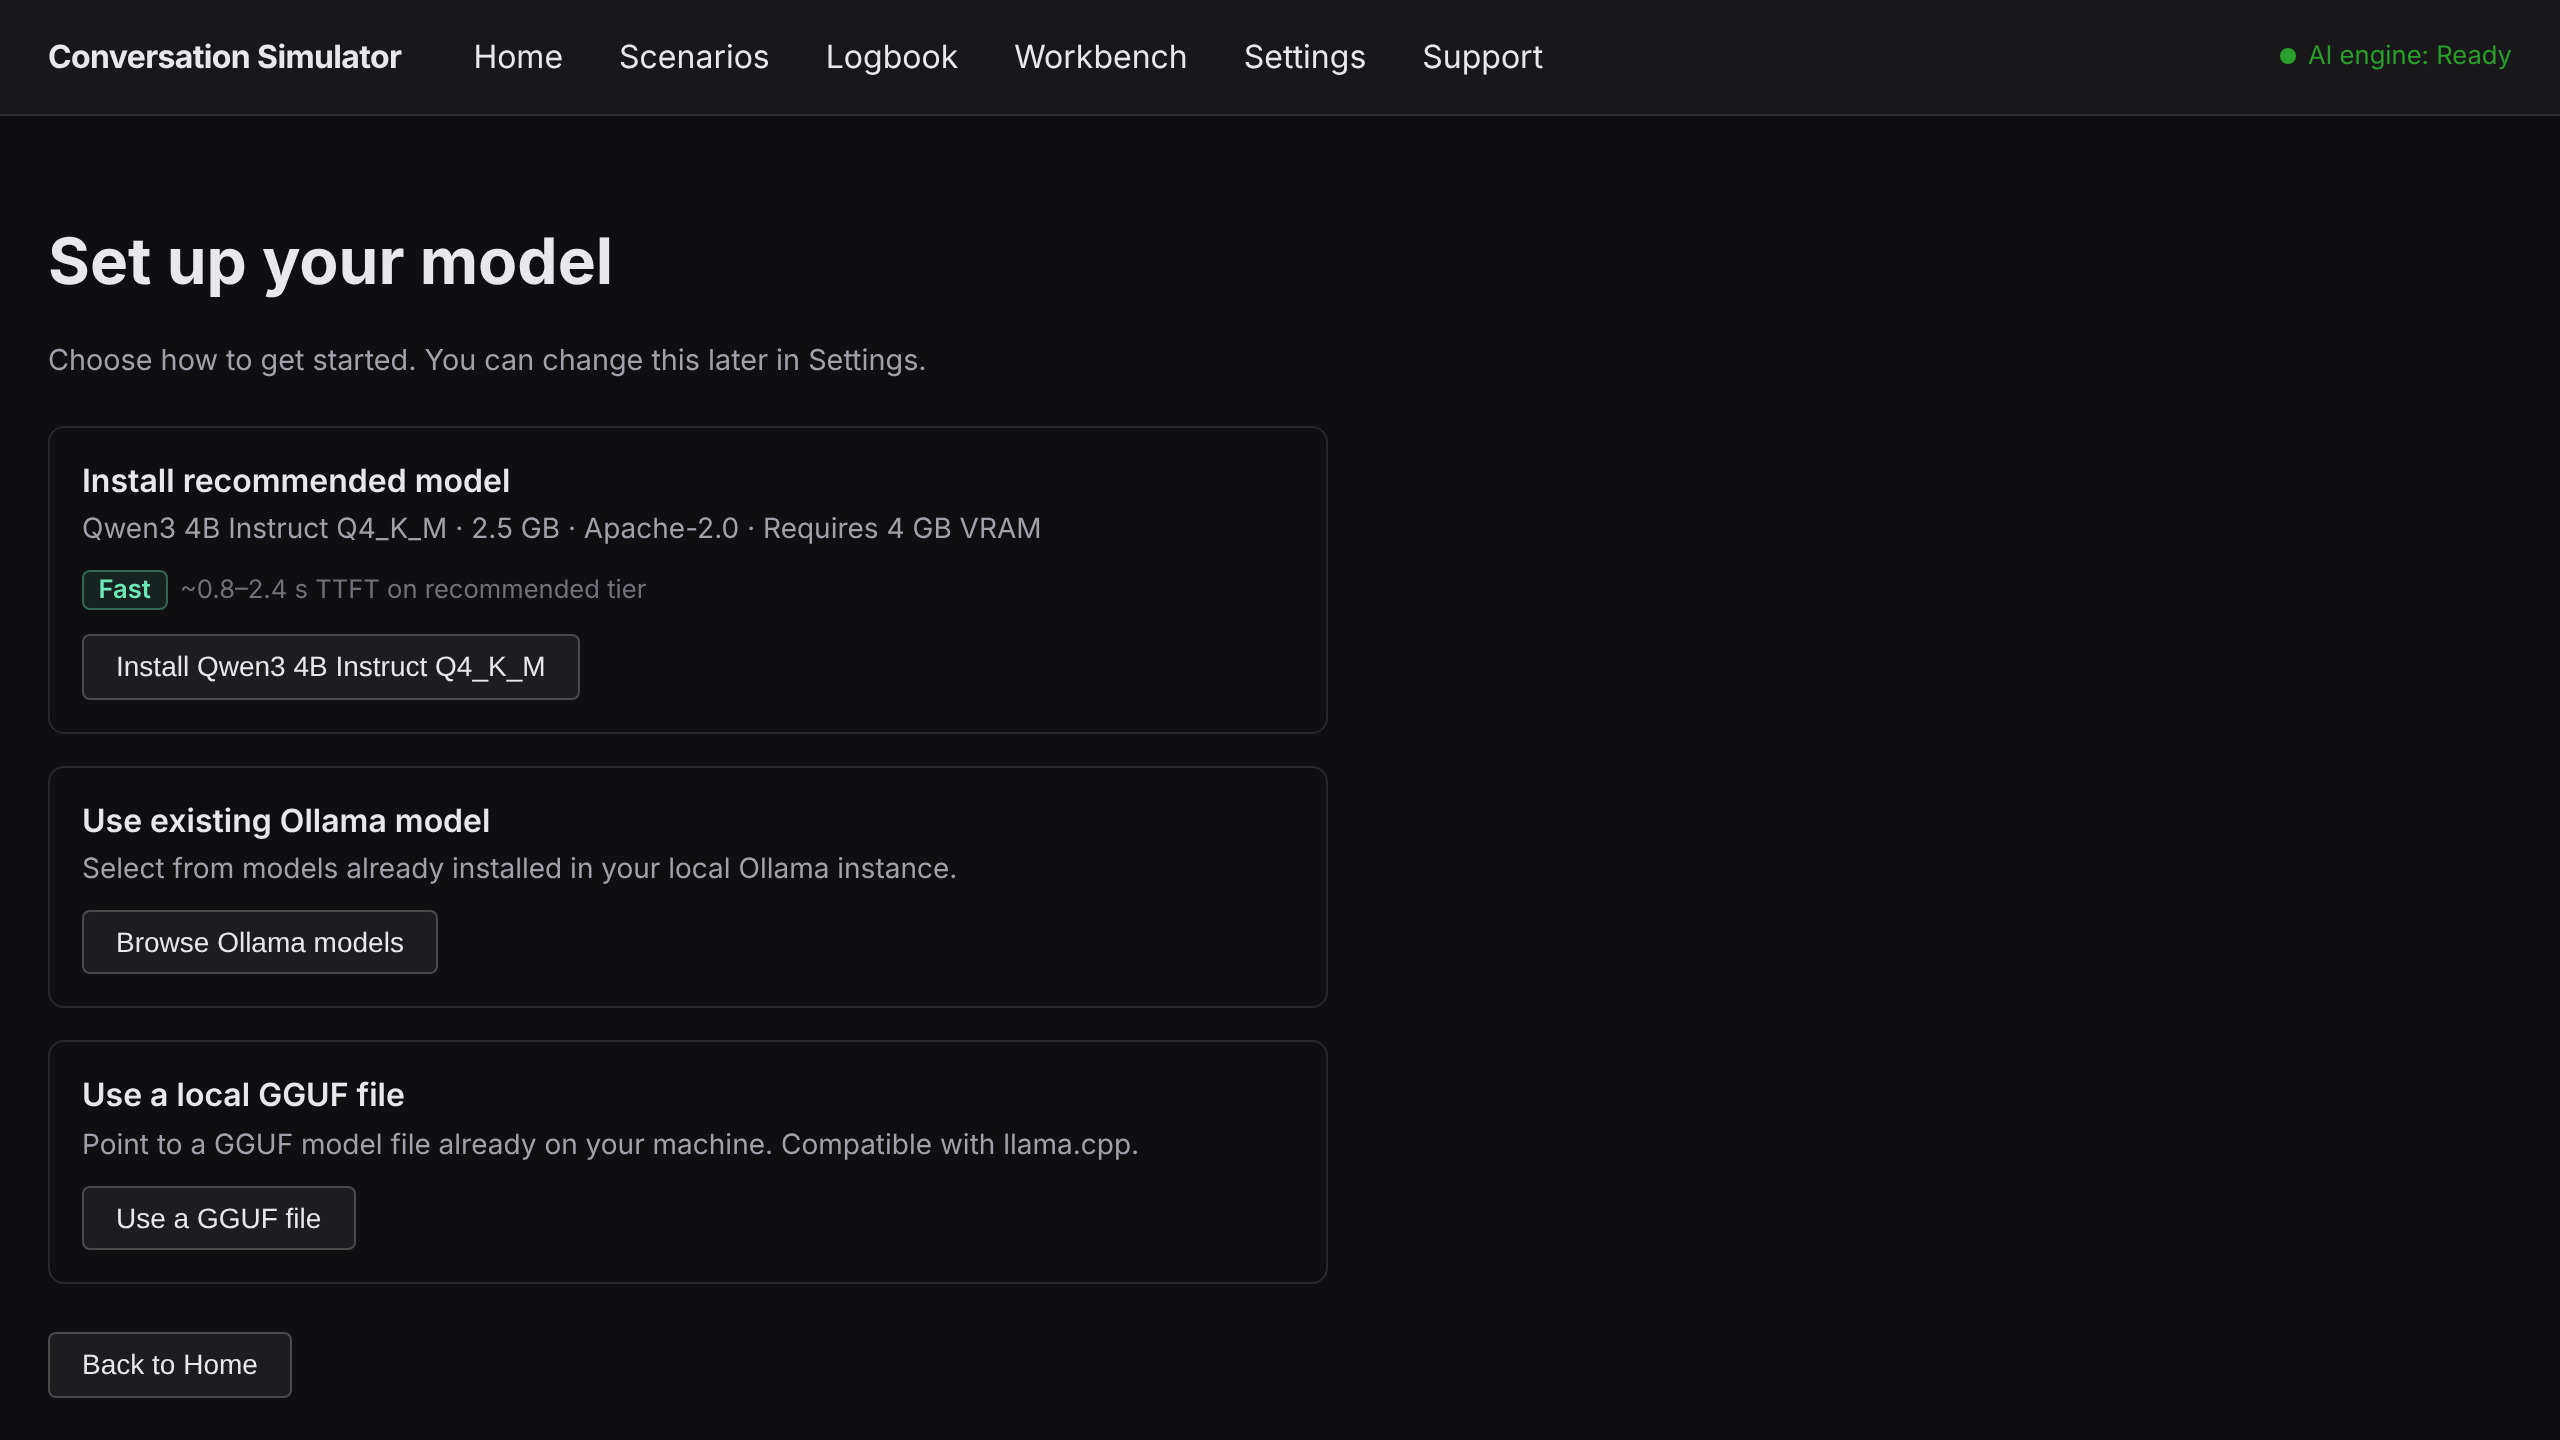 Conversation Simulator Home Scenarios Logbook Workbench Settings Support AI engine: Ready
Set up your model
Choose how to get started. You can change this later in Settings.
Install recommended model
Qwen3 4B Instruct Q4_K_M · 2.5 GB · Apache-2.0 · Requires 4 GB VRAM
Fast ~0.8–2.4 s TTFT on recommended tier
Install Qwen3 4B Instruct Q4_K_M
Use existing Ollama model
Select from models already installed in your local Ollama instance.
Browse Ollama models
Use a local GGUF file
Point to a GGUF model file already on your machine. Compatible with llama.cpp.
Use a GGUF file
Back to Home